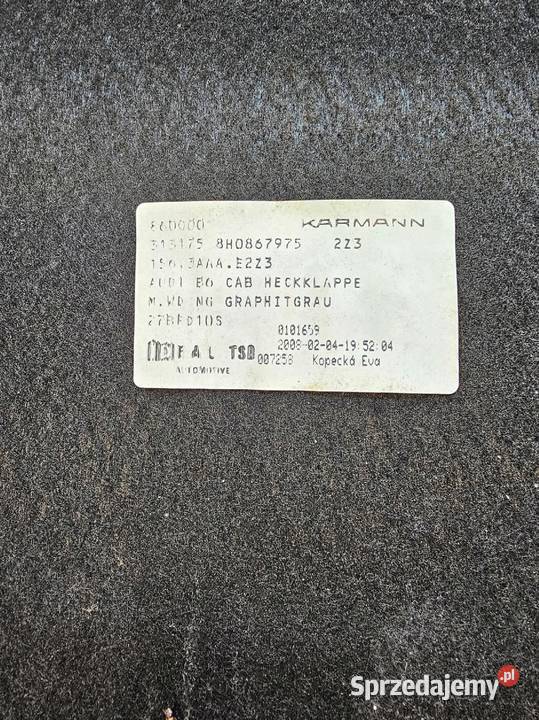 KARMANN
313175 8H0867975 2Z3
AUDI B6 CAB HECKKLAPPE
GRAPHITGRAU
0101659
2008-02-04-19:52:04
007258 Kopecká Eva
AUTOMOTIVE
Sprzedajemy.pl